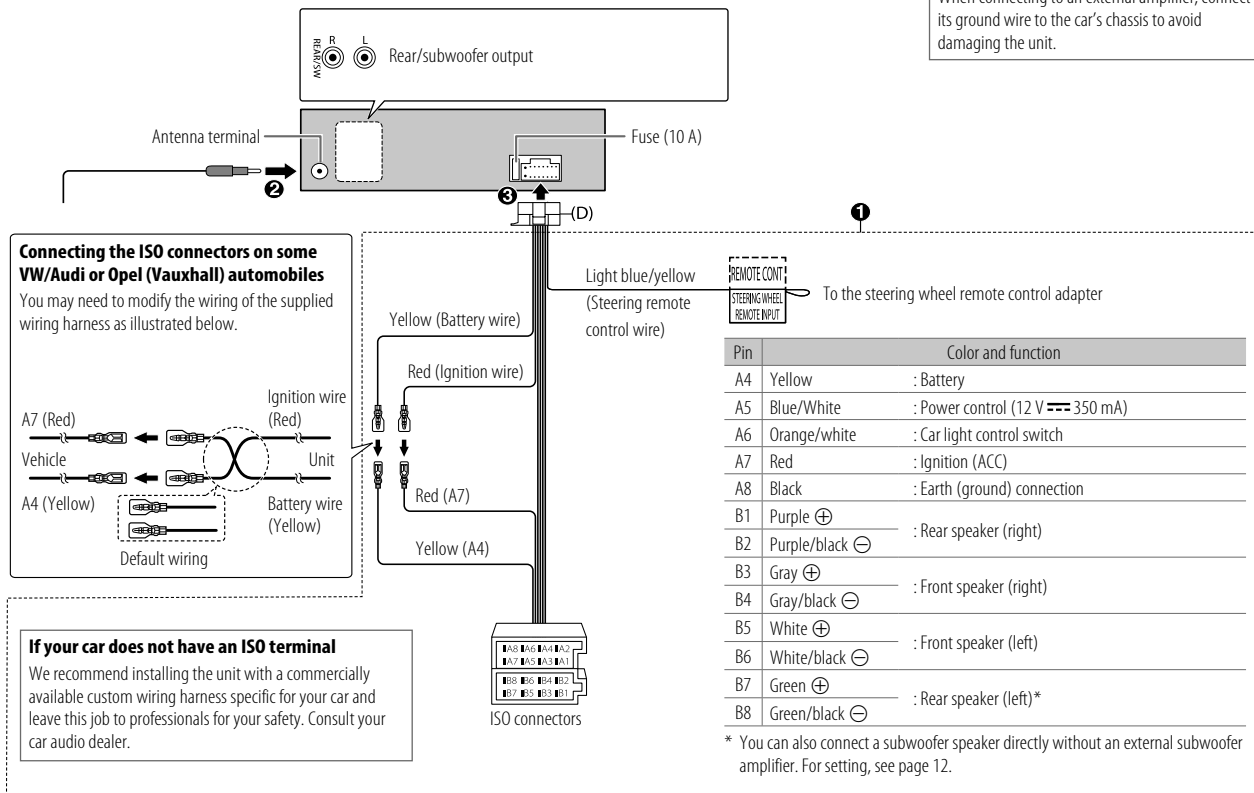 When connecting to an external amplifier, connect
its ground wire to the car's chassis to avoid
damaging the unit.
R L
REAR/SW
Rear/subwoofer output
Antenna terminal
Fuse (10 A)
2
3
(D)
1
Connecting the ISO connectors on some
VW/Audi or Opel (Vauxhall) automobiles
You may need to modify the wiring of the supplied
wiring harness as illustrated below.
Ignition wire
(Red)
A7 (Red)
Vehicle
Unit
A4 (Yellow)
Battery wire
(Yellow)
Default wiring
Yellow (Battery wire)
Red (Ignition wire)
Red (A7)
Yellow (A4)
Light blue/yellow
(Steering remote
control wire)
REMOTE CONT
STEERING WHEEL
REMOTE INPUT
To the steering wheel remote control adapter
Pin Color and function
A4 Yellow : Battery
A5 Blue/White : Power control (12 V ⎓ 350 mA)
A6 Orange/white : Car light control switch
A7 Red : Ignition (ACC)
A8 Black : Earth (ground) connection
B1 Purple ⊕ : Rear speaker (right)
B2 Purple/black ⊖
B3 Gray ⊕ : Front speaker (right)
B4 Gray/black ⊖
B5 White ⊕ : Front speaker (left)
B6 White/black ⊖
B7 Green ⊕ : Rear speaker (left)*
B8 Green/black ⊖
* You can also connect a subwoofer speaker directly without an external subwoofer
amplifier. For setting, see page 12.
If your car does not have an ISO terminal
We recommend installing the unit with a commercially
available custom wiring harness specific for your car and
leave this job to professionals for your safety. Consult your
car audio dealer.
A8 A6 A4 A2
A7 A5 A3 A1
B8 B6 B4 B2
B7 B5 B3 B1
ISO connectors